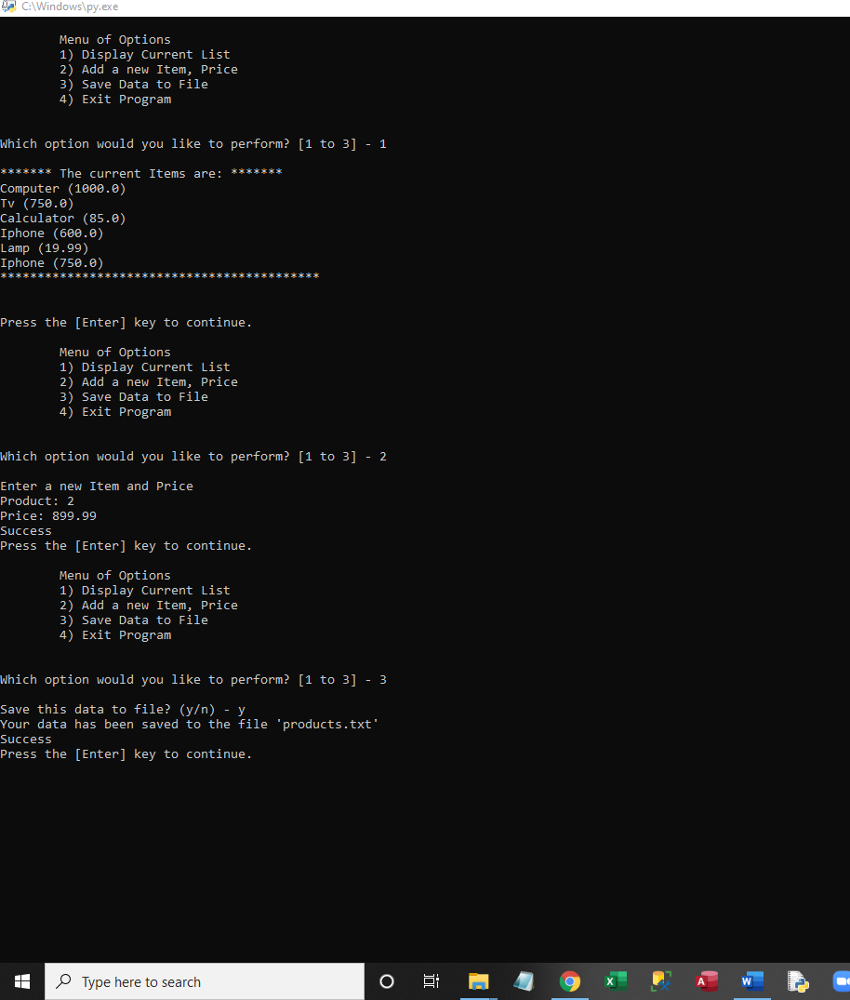 C:\Windows\py.exe
Menu of Options
1) Display Current List
2) Add a new Item, Price
3) Save Data to File
4) Exit Program
Which option would you like to perform? [1 to 3] - 1
******* The current Items are: *******
Computer (1000.0)
Tv (750.0)
Calculator (85.0)
Iphone (600.0)
Lamp (19.99)
Iphone (750.0)
*******************************************
Press the [Enter] key to continue.
Menu of Options
1) Display Current List
2) Add a new Item, Price
3) Save Data to File
4) Exit Program
Which option would you like to perform? [1 to 3] - 2
Enter a new Item and Price
Product: 2
Price: 899.99
Success
Press the [Enter] key to continue.
Menu of Options
1) Display Current List
2) Add a new Item, Price
3) Save Data to File
4) Exit Program
Which option would you like to perform? [1 to 3] - 3
Save this data to file? (y/n) - y
Your data has been saved to the file 'products.txt'
Success
Press the [Enter] key to continue.
Type here to search